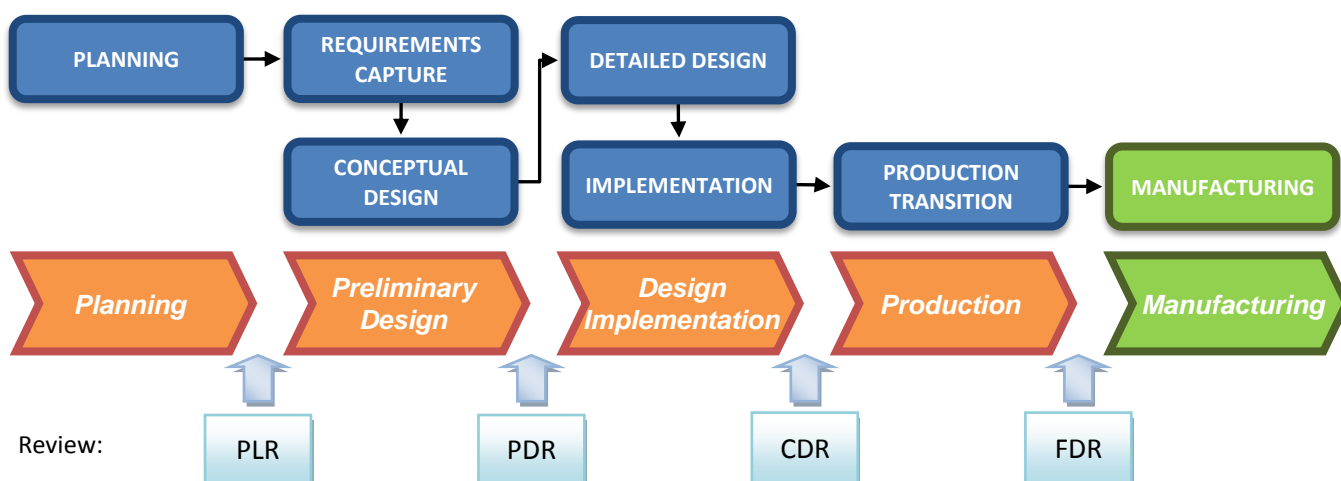 PLANNING
REQUIREMENTS
CAPTURE
DETAILED DESIGN
CONCEPTUAL
DESIGN
IMPLEMENTATION
PRODUCTION
TRANSITION
MANUFACTURING
Planning
Preliminary
Design
Design
Implementation
Production
Manufacturing
Review:
PLR
PDR
CDR
FDR